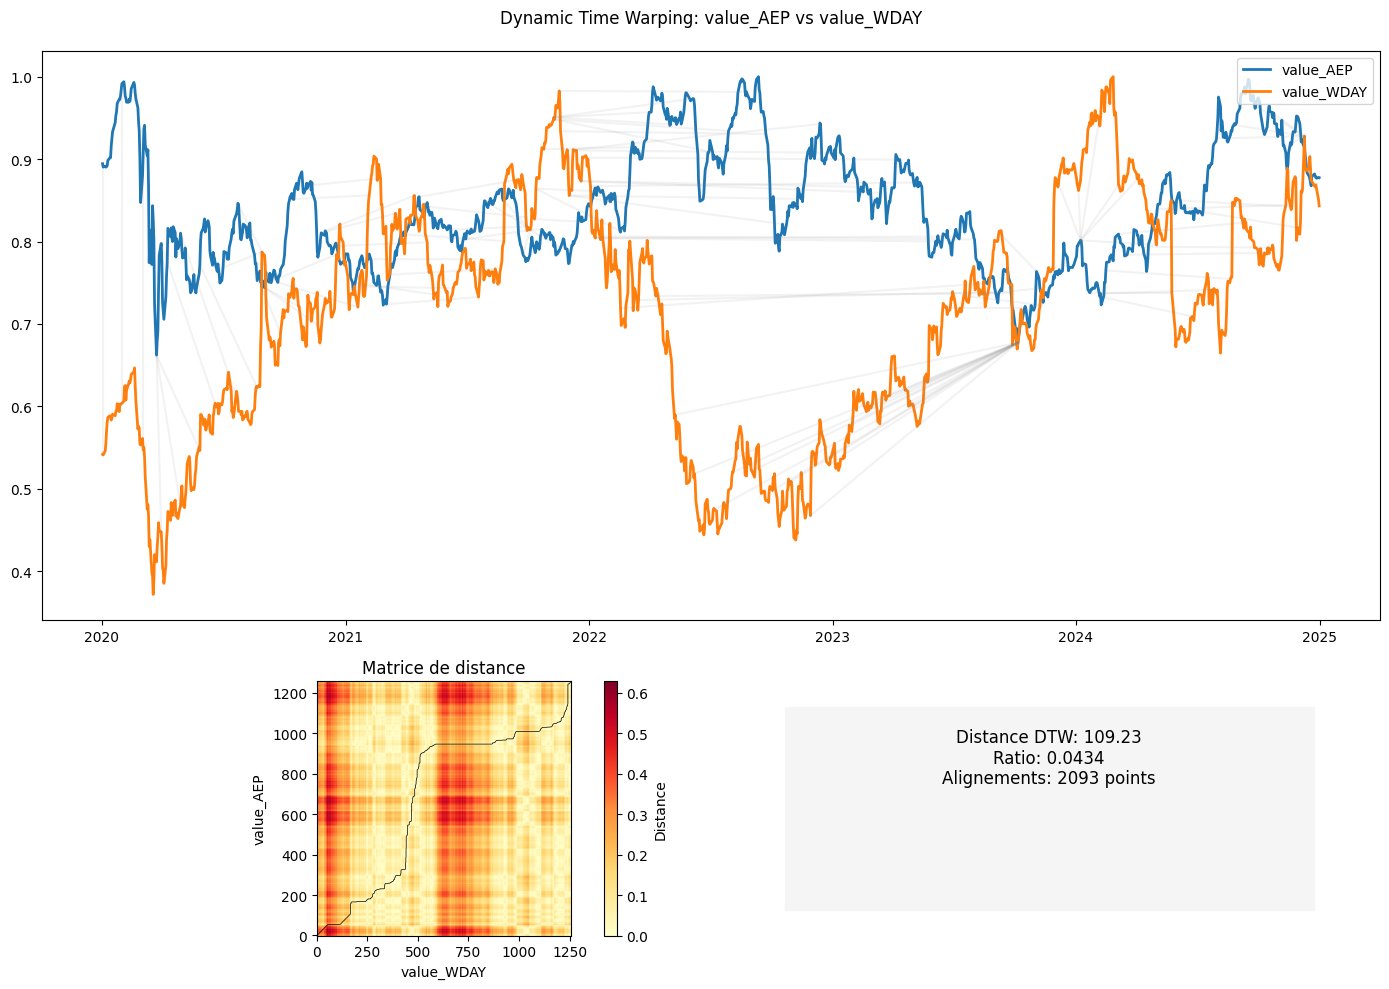 Dynamic Time Warping: value_AEP vs value_WDAY
value_AEP
value_WDAY
1.0
0.9
0.8
0.7
0.6
0.5
0.4
2020 2021 2022 2023 2024 2025
Matrice de distance
1200
1000
800
600
400
200
0
value_AEP
0 250 500 750 1000 1250
value_WDAY
0.6
0.5
0.4
0.3
0.2
0.1
0.0
Distance
Distance DTW: 109.23
Ratio: 0.0434
Alignements: 2093 points